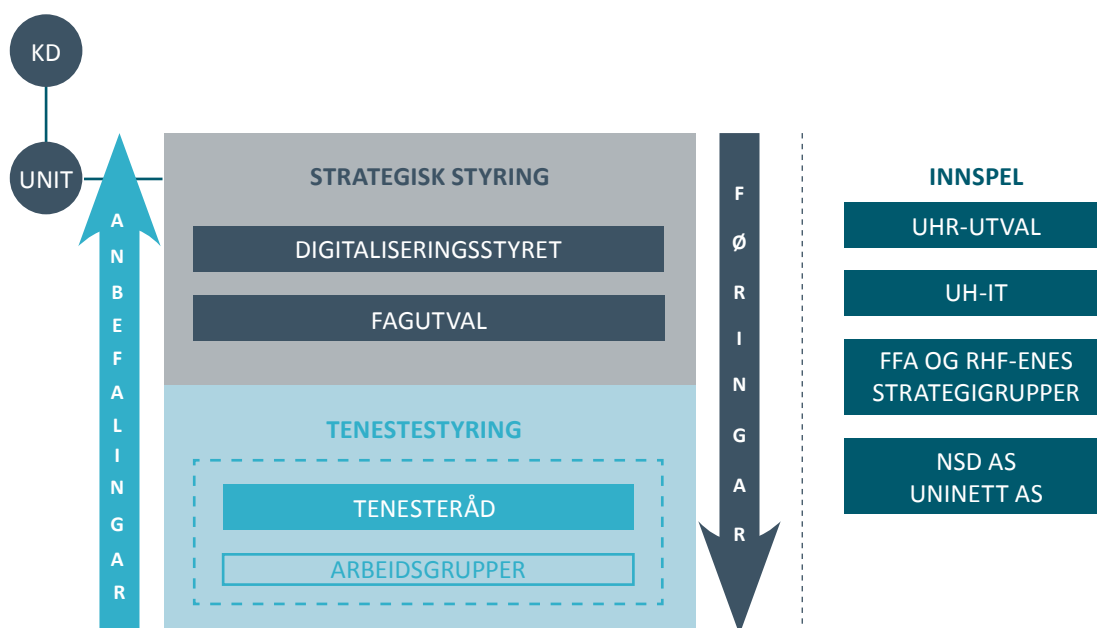 KD
UNIT
ANBEFALINGAR
STRATEGISK STYRING
DIGITALISERINGSSTYRET
FAGUTVAL
TENESTESTYRING
TENESTERÅD
ARBEIDSGRUPPER
FØRINGAR
INNSPEL
UHR-UTVAL
UH-IT
FFA OG RHF-ENES
STRATEGIGRUPPER
NSD AS
UNINETT AS